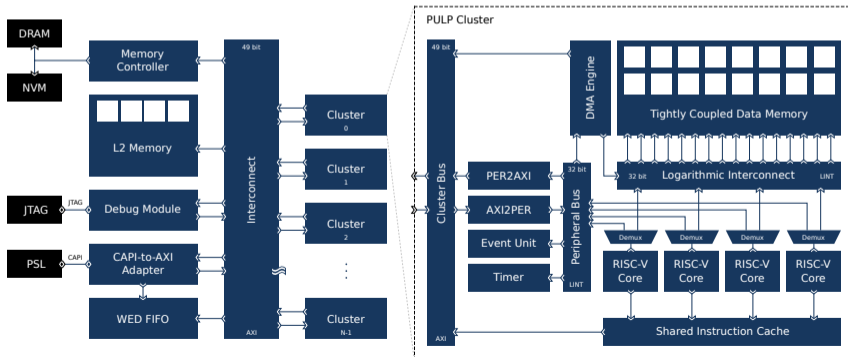 DRAM
NVM
JTAG
PSL
JTAG
CAPI
Memory
Controller
L2 Memory
Debug Module
CAPI-to-AXI
Adapter
WED FIFO
49 bit
Interconnect
AXI
Cluster
0
Cluster
1
Cluster
2
Cluster
N-1
PULP Cluster
49 bit
Cluster Bus
AXI
PER2AXI
AXI2PER
Event Unit
Timer
32 bit
Peripheral Bus
LINT
DMA Engine
Tightly Coupled Data Memory
32 bit
Logarithmic Interconnect
LINT
Demux
Demux
Demux
Demux
RISC-V
Core
RISC-V
Core
RISC-V
Core
RISC-V
Core
Shared Instruction Cache